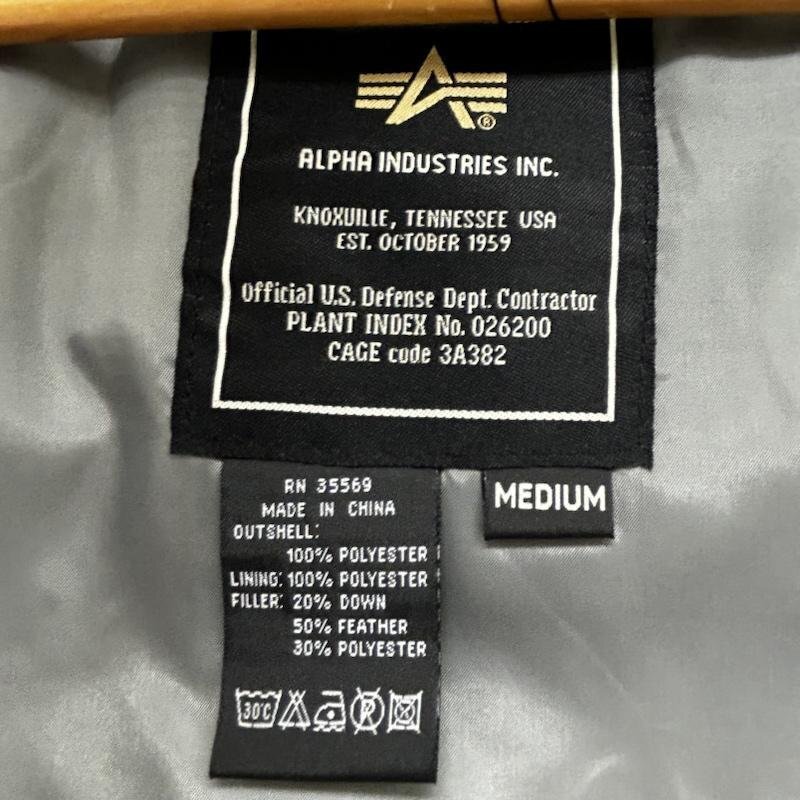 ®
ALPHA INDUSTRIES INC.
KNOXVILLE, TENNESSEE USA
EST. OCTOBER 1959
Official U.S. Defense Dept. Contractor
PLANT INDEX No. 026200
CAGE code 3A382
RN 35569
MADE IN CHINA
OUTSHELL:
100% POLYESTER
LINING: 100% POLYESTER
FILLER: 20% DOWN
50% FEATHER
30% POLYESTER
30°C P
MEDIUM